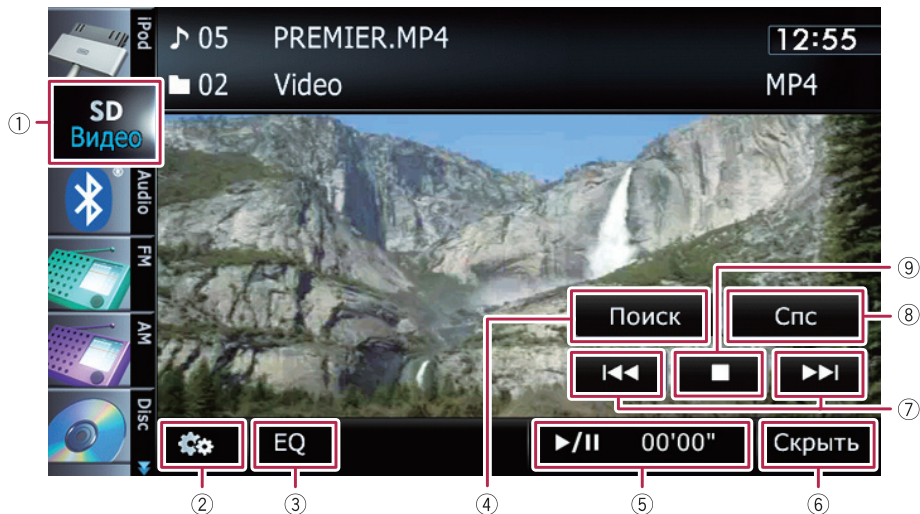 iPod
♪ 05 PREMIER.MP4 12:55
02 Video MP4
① SD
Видео
Audio
FM
⑨
AM
Поиск Спс ⑧
⑦
Disc
EQ ►/II 00'00" Скрыть
② ③ ④ ⑤ ⑥